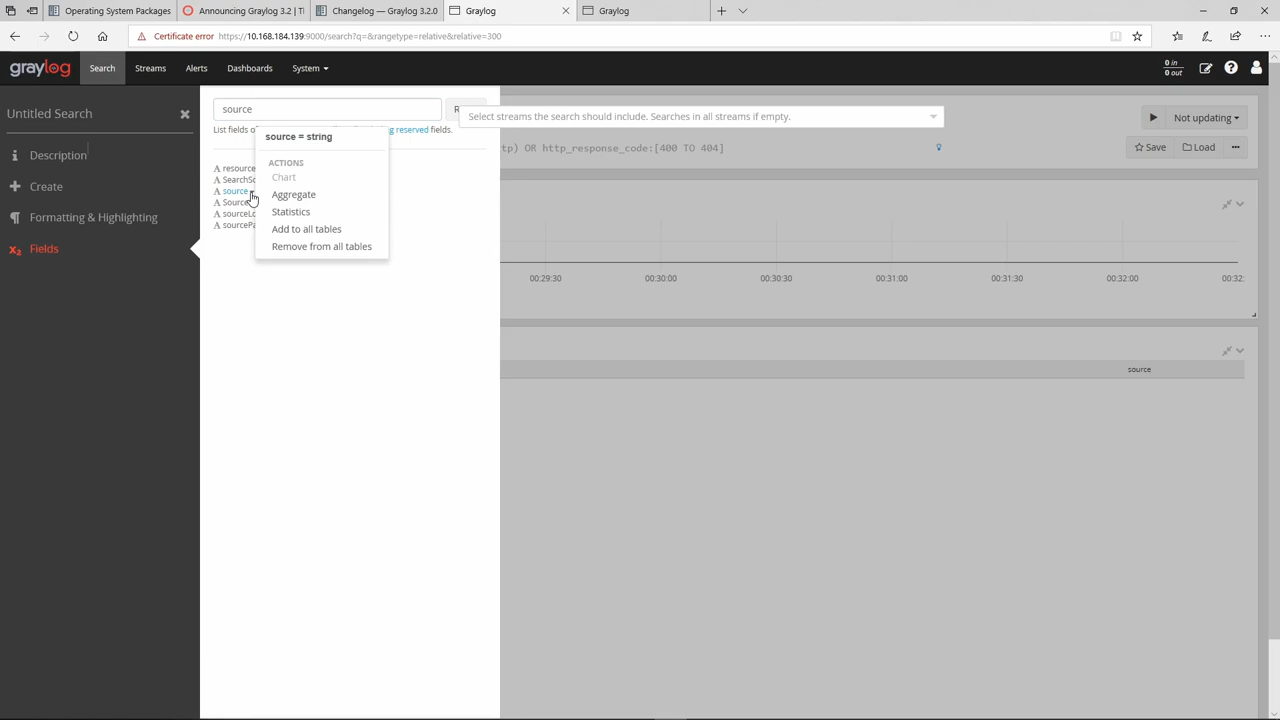 Operating System Packages
Announcing Graylog 3.2 | Tl
Changelog — Graylog 3.2.0
Graylog
Graylog
Certificate error
https://10.168.184.139:9000/search?q=&rangetype=relative&relative=300
graylog
Search
Streams
Alerts
Dashboards
System
0 in
0 out
Untitled Search
Description
Create
Formatting & Highlighting
Fields
source
R
List fields of
g reserved fields.
source = string
ACTIONS
Chart
Aggregate
Statistics
Add to all tables
Remove from all tables
A resource
A SearchSc
A source
A Source
A sourceLo
A sourcePa
Select streams the search should include. Searches in all streams if empty.
Not updating
tp) OR http_response_code:[400 TO 404]
Save
Load
00:29:30
00:30:00
00:30:30
00:31:00
00:31:30
00:32:00
00:32:
source